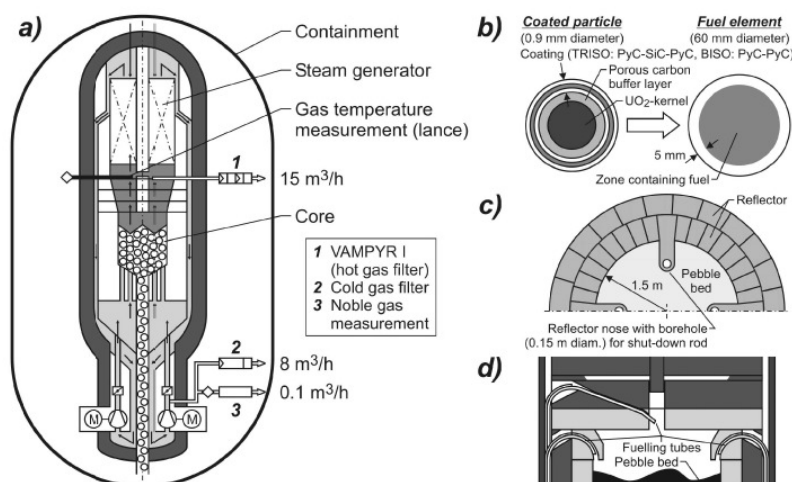 a)
Containment
Steam generator
Gas temperature
measurement (lance)
1
15 m³/h
Core
1 VAMPYR I
(hot gas filter)
2 Cold gas filter
3 Noble gas
measurement
2
8 m³/h
0.1 m³/h
3
M
M
b)
Coated particle
(0.9 mm diameter)
Fuel element
(60 mm diameter)
Coating (TRISO: PyC-SiC-PyC, BISO: PyC-PyC)
Porous carbon
buffer layer
UO₂-kernel
5 mm
Zone containing fuel
c)
Reflector
Pebble
bed
1.5 m
Reflector nose with borehole
(0.15 m diam.) for shut-down rod
d)
Fuelling tubes
Pebble bed